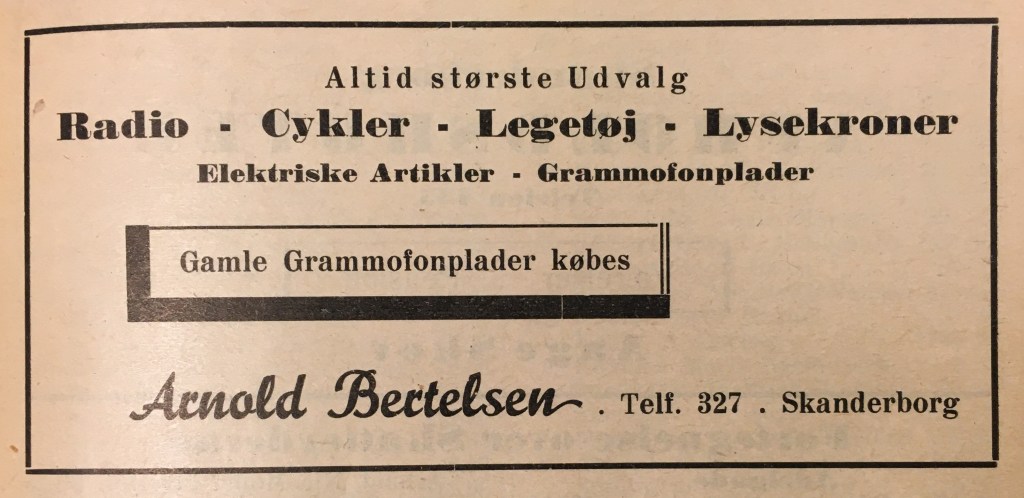 Altid største Udvalg
Radio - Cykler - Legetøj - Lysekroner
Elektriske Artikler - Grammofonplader
Gamle Grammofonplader købes
Arnold Bertelsen . Telf. 327 . Skanderborg